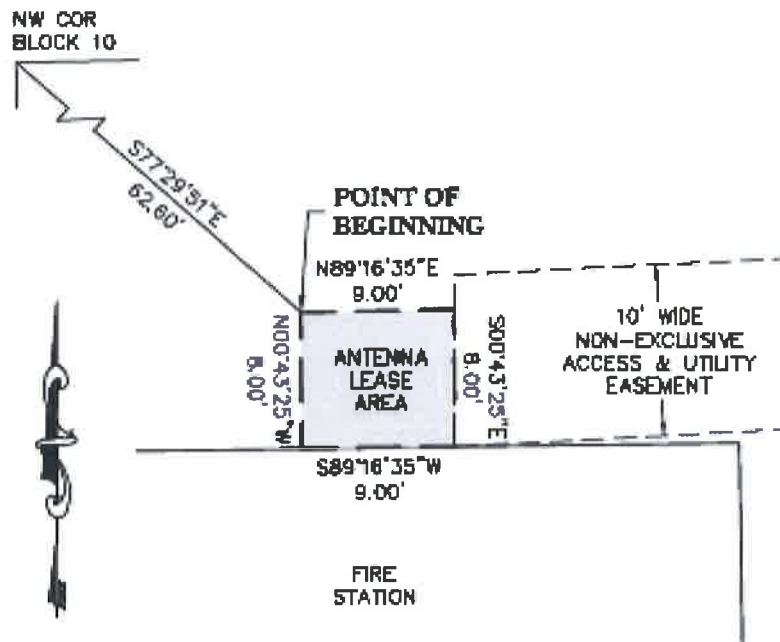 NW COR
BLOCK 10
S77°29'51"E
62.60'
POINT OF
BEGINNING
N89°16'35"E
9.00'
N00°43'25"W
8.00'
ANTENNA
LEASE
AREA
S00°43'25"E
8.00'
10' WIDE
NON-EXCLUSIVE
ACCESS & UTILITY
EASEMENT
S89°16'35"W
9.00'
FIRE
STATION